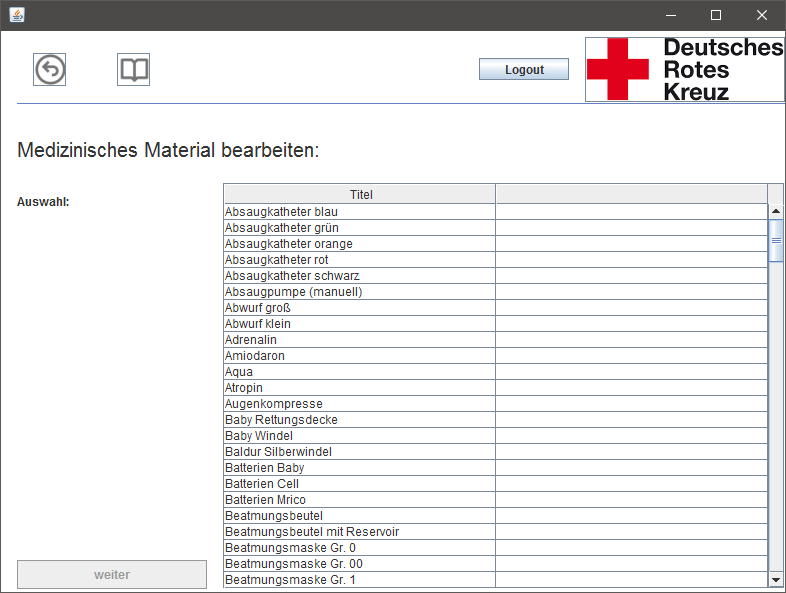 Logout
Deutsches
Rotes
Kreuz
Medizinisches Material bearbeiten:
Auswahl:
Titel
Absaugkatheter blau
Absaugkatheter grün
Absaugkatheter orange
Absaugkatheter rot
Absaugkatheter schwarz
Absaugpumpe (manuell)
Abwurf groß
Abwurf klein
Adrenalin
Amiodaron
Aqua
Atropin
Augenkompresse
Baby Rettungsdecke
Baby Windel
Baldur Silberwindel
Batterien Baby
Batterien Cell
Batterien Mrico
Beatmungsbeutel
Beatmungsbeutel mit Reservoir
Beatmungsmaske Gr. 0
Beatmungsmaske Gr. 00
Beatmungsmaske Gr. 1
weiter